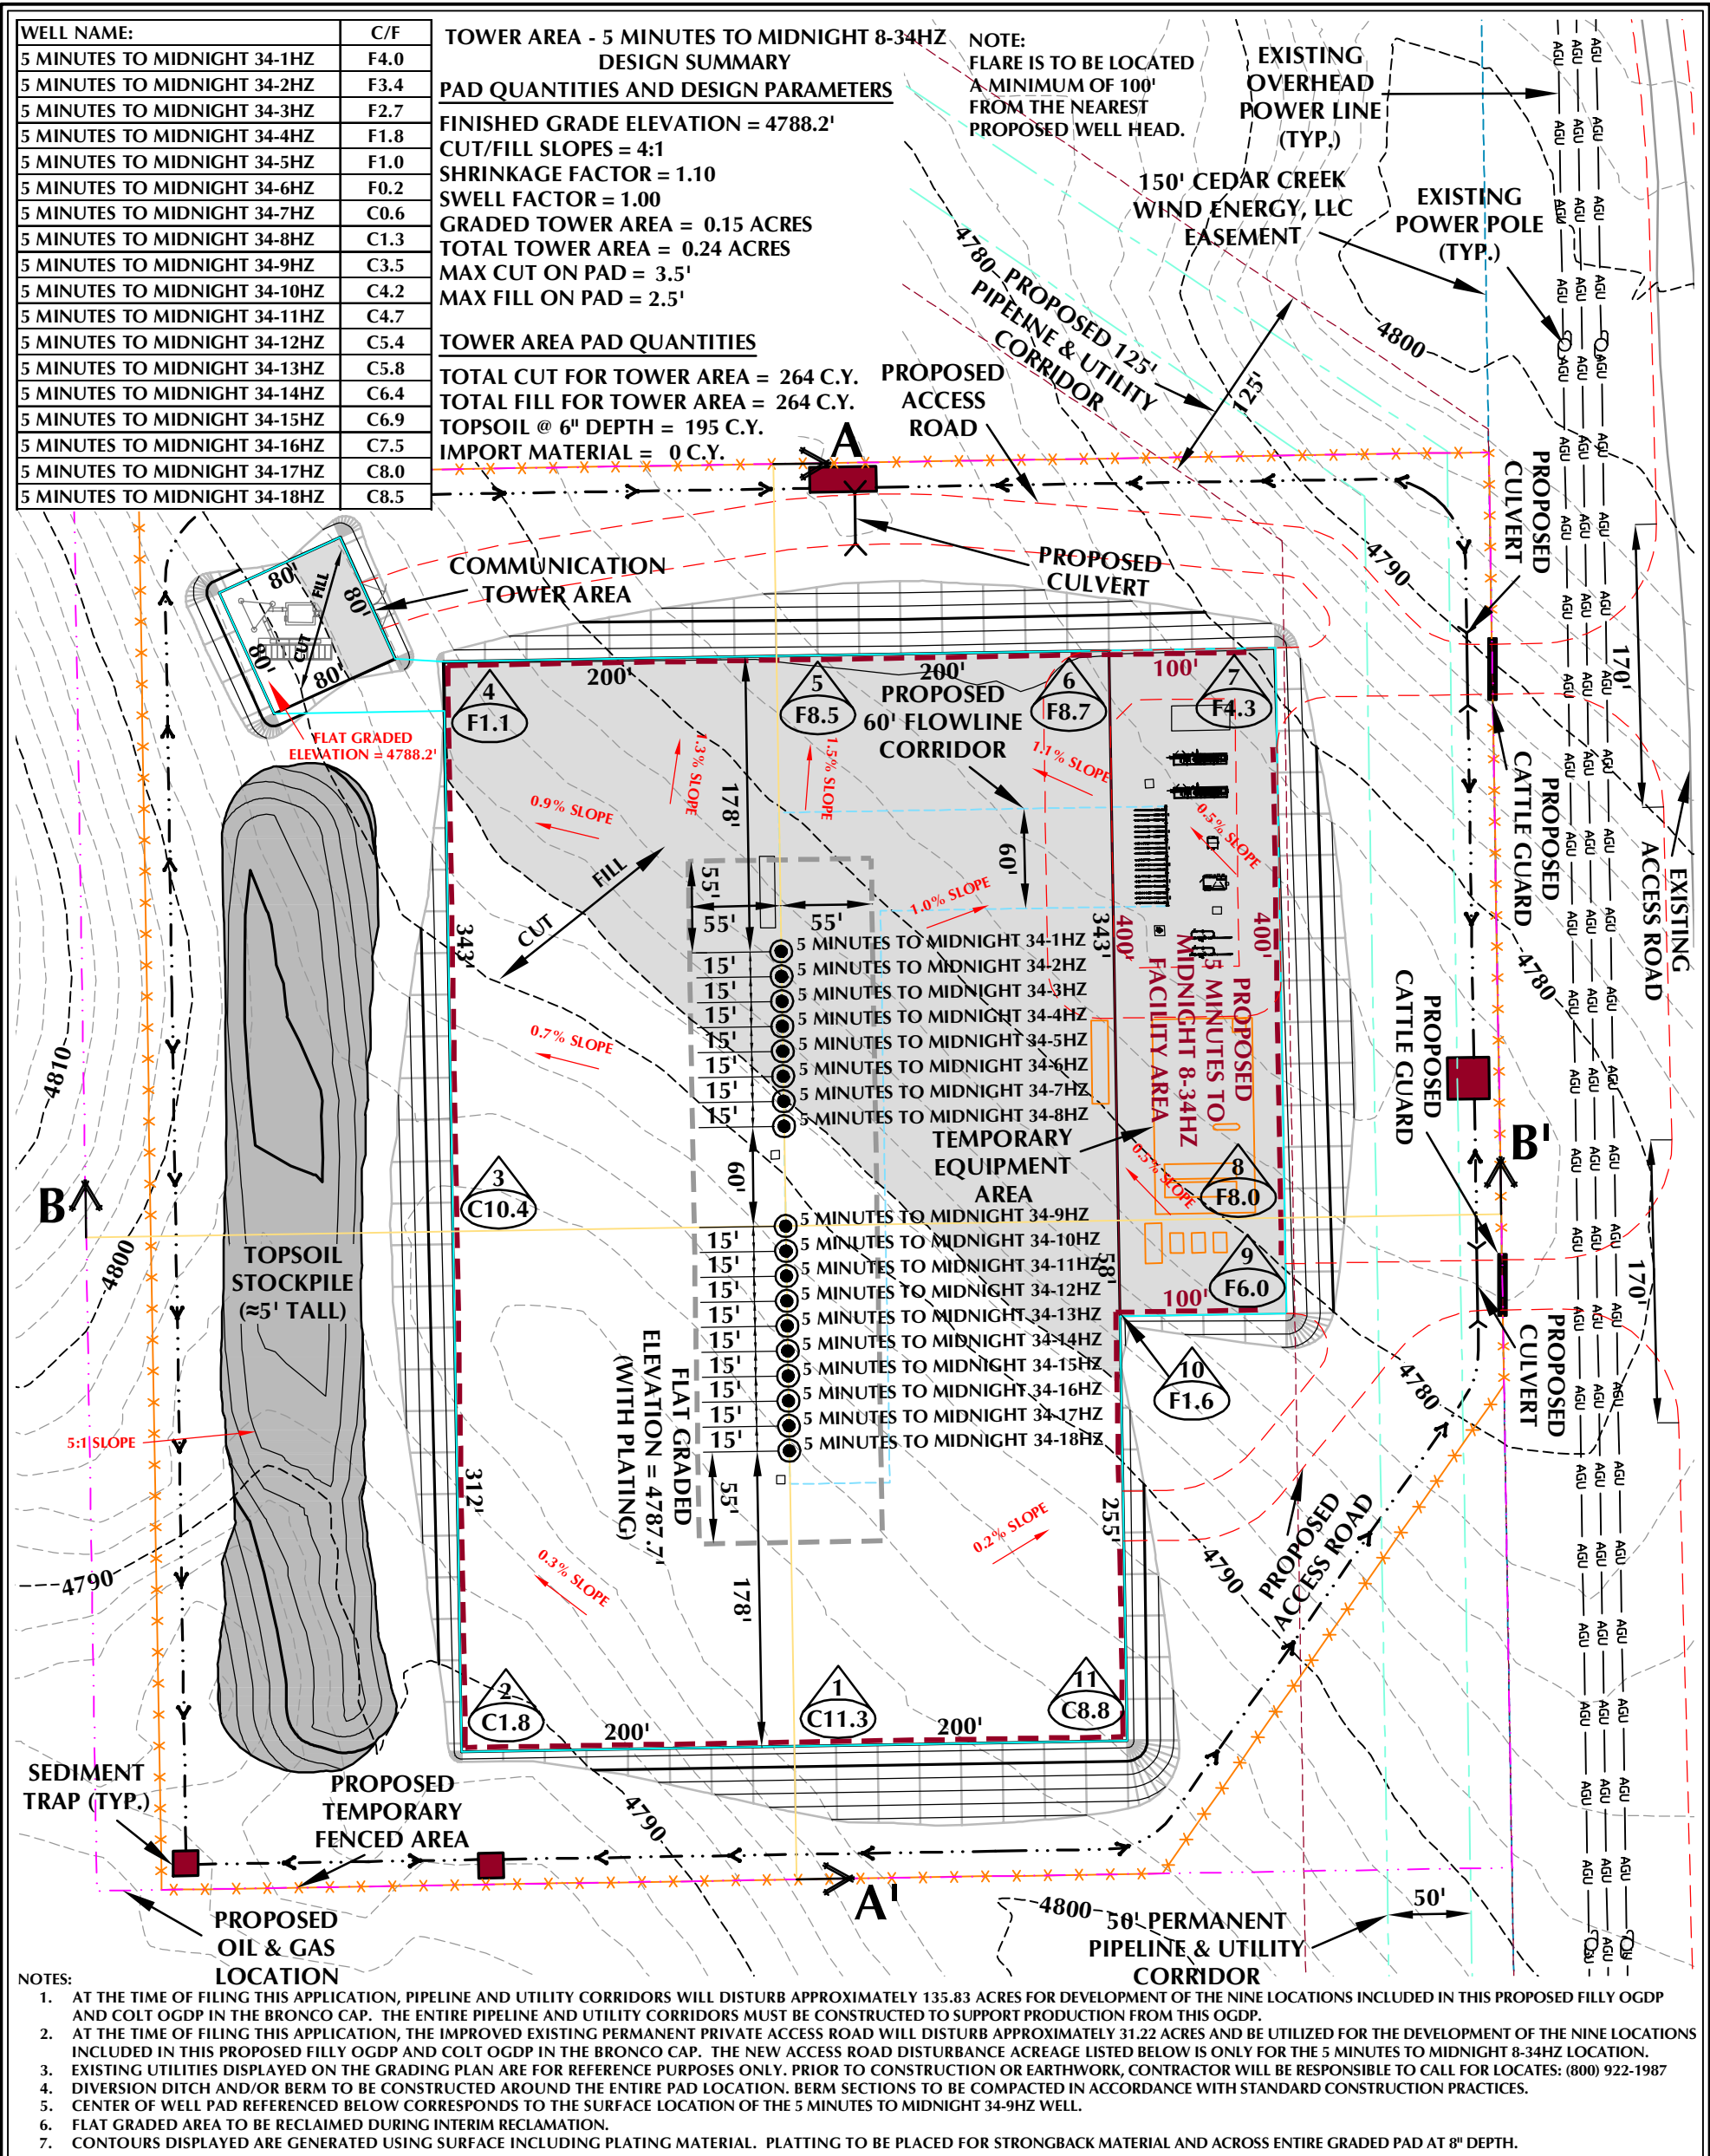 WELL NAME: C/F
5 MINUTES TO MIDNIGHT 34-1HZ F4.0
5 MINUTES TO MIDNIGHT 34-2HZ F3.4
5 MINUTES TO MIDNIGHT 34-3HZ F2.7
5 MINUTES TO MIDNIGHT 34-4HZ F1.8
5 MINUTES TO MIDNIGHT 34-5HZ F1.0
5 MINUTES TO MIDNIGHT 34-6HZ F0.2
5 MINUTES TO MIDNIGHT 34-7HZ C0.6
5 MINUTES TO MIDNIGHT 34-8HZ C1.3
5 MINUTES TO MIDNIGHT 34-9HZ C3.5
5 MINUTES TO MIDNIGHT 34-10HZ C4.2
5 MINUTES TO MIDNIGHT 34-11HZ C4.7
5 MINUTES TO MIDNIGHT 34-12HZ C5.4
5 MINUTES TO MIDNIGHT 34-13HZ C5.8
5 MINUTES TO MIDNIGHT 34-14HZ C6.4
5 MINUTES TO MIDNIGHT 34-15HZ C6.9
5 MINUTES TO MIDNIGHT 34-16HZ C7.5
5 MINUTES TO MIDNIGHT 34-17HZ C8.0
5 MINUTES TO MIDNIGHT 34-18HZ C8.5
TOWER AREA - 5 MINUTES TO MIDNIGHT 8-34HZ
DESIGN SUMMARY
PAD QUANTITIES AND DESIGN PARAMETERS
FINISHED GRADE ELEVATION = 4788.2'
CUT/FILL SLOPES = 4:1
SHRINKAGE FACTOR = 1.10
SWELL FACTOR = 1.00
GRADED TOWER AREA = 0.15 ACRES
TOTAL TOWER AREA = 0.24 ACRES
MAX CUT ON PAD = 3.5'
MAX FILL ON PAD = 2.5'
TOWER AREA PAD QUANTITIES
TOTAL CUT FOR TOWER AREA = 264 C.Y.
TOTAL FILL FOR TOWER AREA = 264 C.Y.
TOPSOIL @ 6" DEPTH = 195 C.Y.
IMPORT MATERIAL = 0 C.Y.
NOTE:
FLARE IS TO BE LOCATED
A MINIMUM OF 100'
FROM THE NEAREST
PROPOSED WELL HEAD.
EXISTING
OVERHEAD
POWER LINE
(TYP.)
150' CEDAR CREEK
WIND ENERGY, LLC
EASEMENT
EXISTING
POWER POLE
(TYP.)
4780
PROPOSED 125'
PIPELINE & UTILITY
CORRIDOR
125'
4800
PROPOSED
ACCESS
ROAD
A
PROPOSED
CULVERT
PROPOSED
CULVERT
4790
COMMUNICATION
TOWER AREA
80'
80'
80'
80'
FILL
CUT
FLAT GRADED
ELEVATION = 4788.2'
200'
200'
100'
4
F1.1
5
F8.5
6
F8.7
7
F4.3
PROPOSED
60' FLOWLINE
CORRIDOR
1.3% SLOPE
1.5% SLOPE
1.1% SLOPE
0.9% SLOPE
0.5% SLOPE
1.0% SLOPE
178'
60'
170'
PROPOSED
CATTLE GUARD
EXISTING
ACCESS ROAD
FILL
CUT
55'
55'
55'
343'
343'
400'
400'
5 MINUTES TO MIDNIGHT 34-1HZ
15' 5 MINUTES TO MIDNIGHT 34-2HZ
15' 5 MINUTES TO MIDNIGHT 34-3HZ
15' 5 MINUTES TO MIDNIGHT 34-4HZ
15' 5 MINUTES TO MIDNIGHT 34-5HZ
15' 5 MINUTES TO MIDNIGHT 34-6HZ
15' 5 MINUTES TO MIDNIGHT 34-7HZ
15' 5 MINUTES TO MIDNIGHT 34-8HZ
60'
PROPOSED
5 MINUTES TO
MIDNIGHT 8-34HZ
FACILITY AREA
TEMPORARY
EQUIPMENT
AREA
0.7% SLOPE
0.5% SLOPE
4810
4780
PROPOSED
CATTLE GUARD
3
C10.4
8
F8.0
B
B'
4800
TOPSOIL
STOCKPILE
(≈5' TALL)
5 MINUTES TO MIDNIGHT 34-9HZ
15' 5 MINUTES TO MIDNIGHT 34-10HZ
15' 5 MINUTES TO MIDNIGHT 34-11HZ
15' 5 MINUTES TO MIDNIGHT 34-12HZ
15' 5 MINUTES TO MIDNIGHT 34-13HZ
15' 5 MINUTES TO MIDNIGHT 34-14HZ
15' 5 MINUTES TO MIDNIGHT 34-15HZ
15' 5 MINUTES TO MIDNIGHT 34-16HZ
15' 5 MINUTES TO MIDNIGHT 34-17HZ
15' 5 MINUTES TO MIDNIGHT 34-18HZ
58'
9
F6.0
100'
10
F1.6
170'
PROPOSED
CULVERT
4780
FLAT GRADED
ELEVATION = 4787.7'
(WITH PLATING)
5:1 SLOPE
312'
55'
255'
0.2% SLOPE
0.3% SLOPE
178'
4790
4790
PROPOSED
ACCESS ROAD
2
C1.8
1
C11.3
11
C8.8
200'
200'
SEDIMENT
TRAP (TYP.)
PROPOSED
TEMPORARY
FENCED AREA
4790
A'
PROPOSED
OIL & GAS
LOCATION
4800
50' PERMANENT
PIPELINE & UTILITY
CORRIDOR
50'
NOTES:
1. AT THE TIME OF FILING THIS APPLICATION, PIPELINE AND UTILITY CORRIDORS WILL DISTURB APPROXIMATELY 135.83 ACRES FOR DEVELOPMENT OF THE NINE LOCATIONS INCLUDED IN THIS PROPOSED FILLY OGDP
AND COLT OGDP IN THE BRONCO CAP. THE ENTIRE PIPELINE AND UTILITY CORRIDORS MUST BE CONSTRUCTED TO SUPPORT PRODUCTION FROM THIS OGDP.
2. AT THE TIME OF FILING THIS APPLICATION, THE IMPROVED EXISTING PERMANENT PRIVATE ACCESS ROAD WILL DISTURB APPROXIMATELY 31.22 ACRES AND BE UTILIZED FOR THE DEVELOPMENT OF THE NINE LOCATIONS
INCLUDED IN THIS PROPOSED FILLY OGDP AND COLT OGDP IN THE BRONCO CAP. THE NEW ACCESS ROAD DISTURBANCE ACREAGE LISTED BELOW IS ONLY FOR THE 5 MINUTES TO MIDNIGHT 8-34HZ LOCATION.
3. EXISTING UTILITIES DISPLAYED ON THE GRADING PLAN ARE FOR REFERENCE PURPOSES ONLY. PRIOR TO CONSTRUCTION OR EARTHWORK, CONTRACTOR WILL BE RESPONSIBLE TO CALL FOR LOCATES: (800) 922-1987
4. DIVERSION DITCH AND/OR BERM TO BE CONSTRUCTED AROUND THE ENTIRE PAD LOCATION. BERM SECTIONS TO BE COMPACTED IN ACCORDANCE WITH STANDARD CONSTRUCTION PRACTICES.
5. CENTER OF WELL PAD REFERENCED BELOW CORRESPONDS TO THE SURFACE LOCATION OF THE 5 MINUTES TO MIDNIGHT 34-9HZ WELL.
6. FLAT GRADED AREA TO BE RECLAIMED DURING INTERIM RECLAMATION.
7. CONTOURS DISPLAYED ARE GENERATED USING SURFACE INCLUDING PLATING MATERIAL. PLATTING TO BE PLACED FOR STRONGBACK MATERIAL AND ACROSS ENTIRE GRADED PAD AT 8" DEPTH.